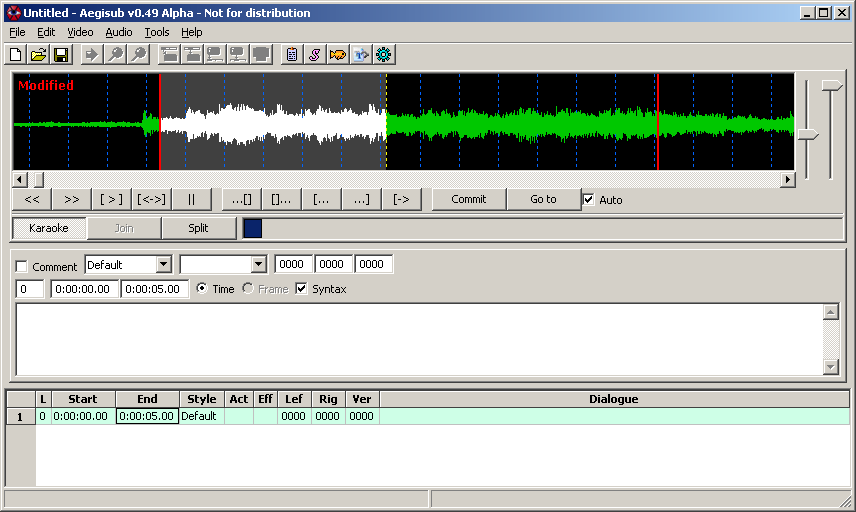 Untitled - Aegisub v0.49 Alpha - Not for distribution
File Edit Video Audio Tools Help
Modified
<< >> [ > ] [<->] || ...[] []... [... ...] [-> Commit Go to Auto
Karaoke Join Split
Comment Default 0000 0000 0000
0 0:00:00.00 0:00:05.00 Time Frame Syntax
L Start End Style Act Eff Lef Rig Ver Dialogue
1 0 0:00:00.00 0:00:05.00 Default 0000 0000 0000